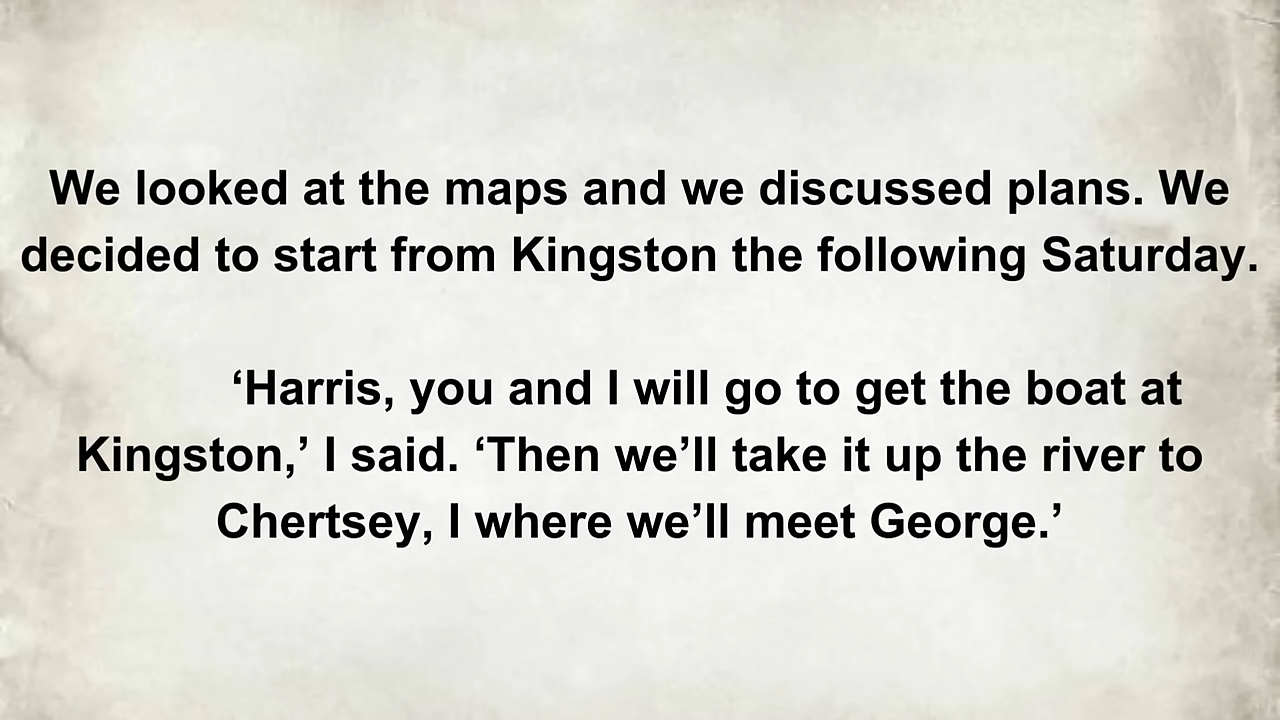 We looked at the maps and we discussed plans. We
decided to start from Kingston the following Saturday.
‘Harris, you and I will go to get the boat at
Kingston,’ I said. ‘Then we’ll take it up the river to
Chertsey, I where we’ll meet George.’